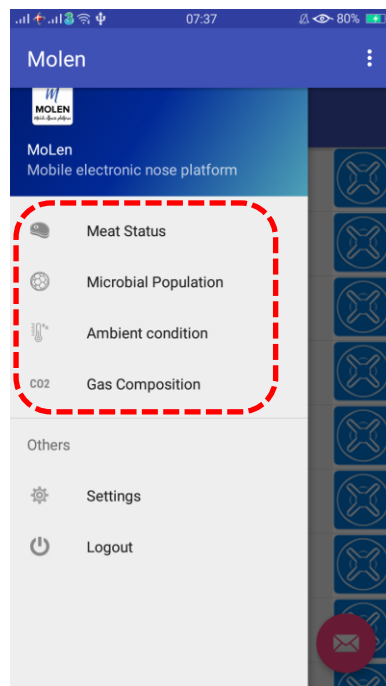 07:37
80%
Molen
M
MOLEN
MoLen
Mobile electronic nose platform
Meat Status
Microbial Population
Ambient condition
CO2 Gas Composition
Others
Settings
Logout